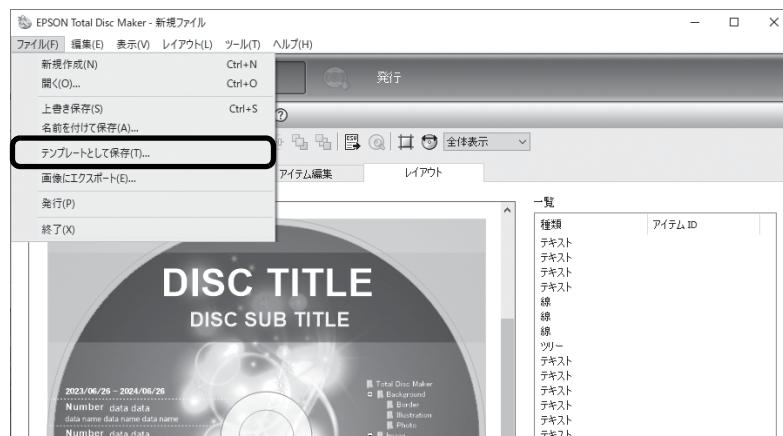 EPSON Total Disc Maker - 新規ファイル
ファイル(F) 編集(E) 表示(V) レイアウト(L) ツール(T) ヘルプ(H)
新規作成(N) Ctrl+N
開く(O)... Ctrl+O
上書き保存(S) Ctrl+S
名前を付けて保存(A)...
テンプレートとして保存(T)...
画像にエクスポート(E)...
発行(P)
終了(X)
発行
全体表示
アイテム編集 レイアウト
一覧
種類 アイテム ID
テキスト
テキスト
テキスト
テキスト
線
線
線
ツリー
テキスト
テキスト
テキスト
テキスト
テキスト
テキスト
DISC TITLE
DISC SUB TITLE
2023/06/26 - 2024/06/26
Number data data
data name data name data name
Number data data
Total Disc Maker
Background
Border
Illustration
Photo